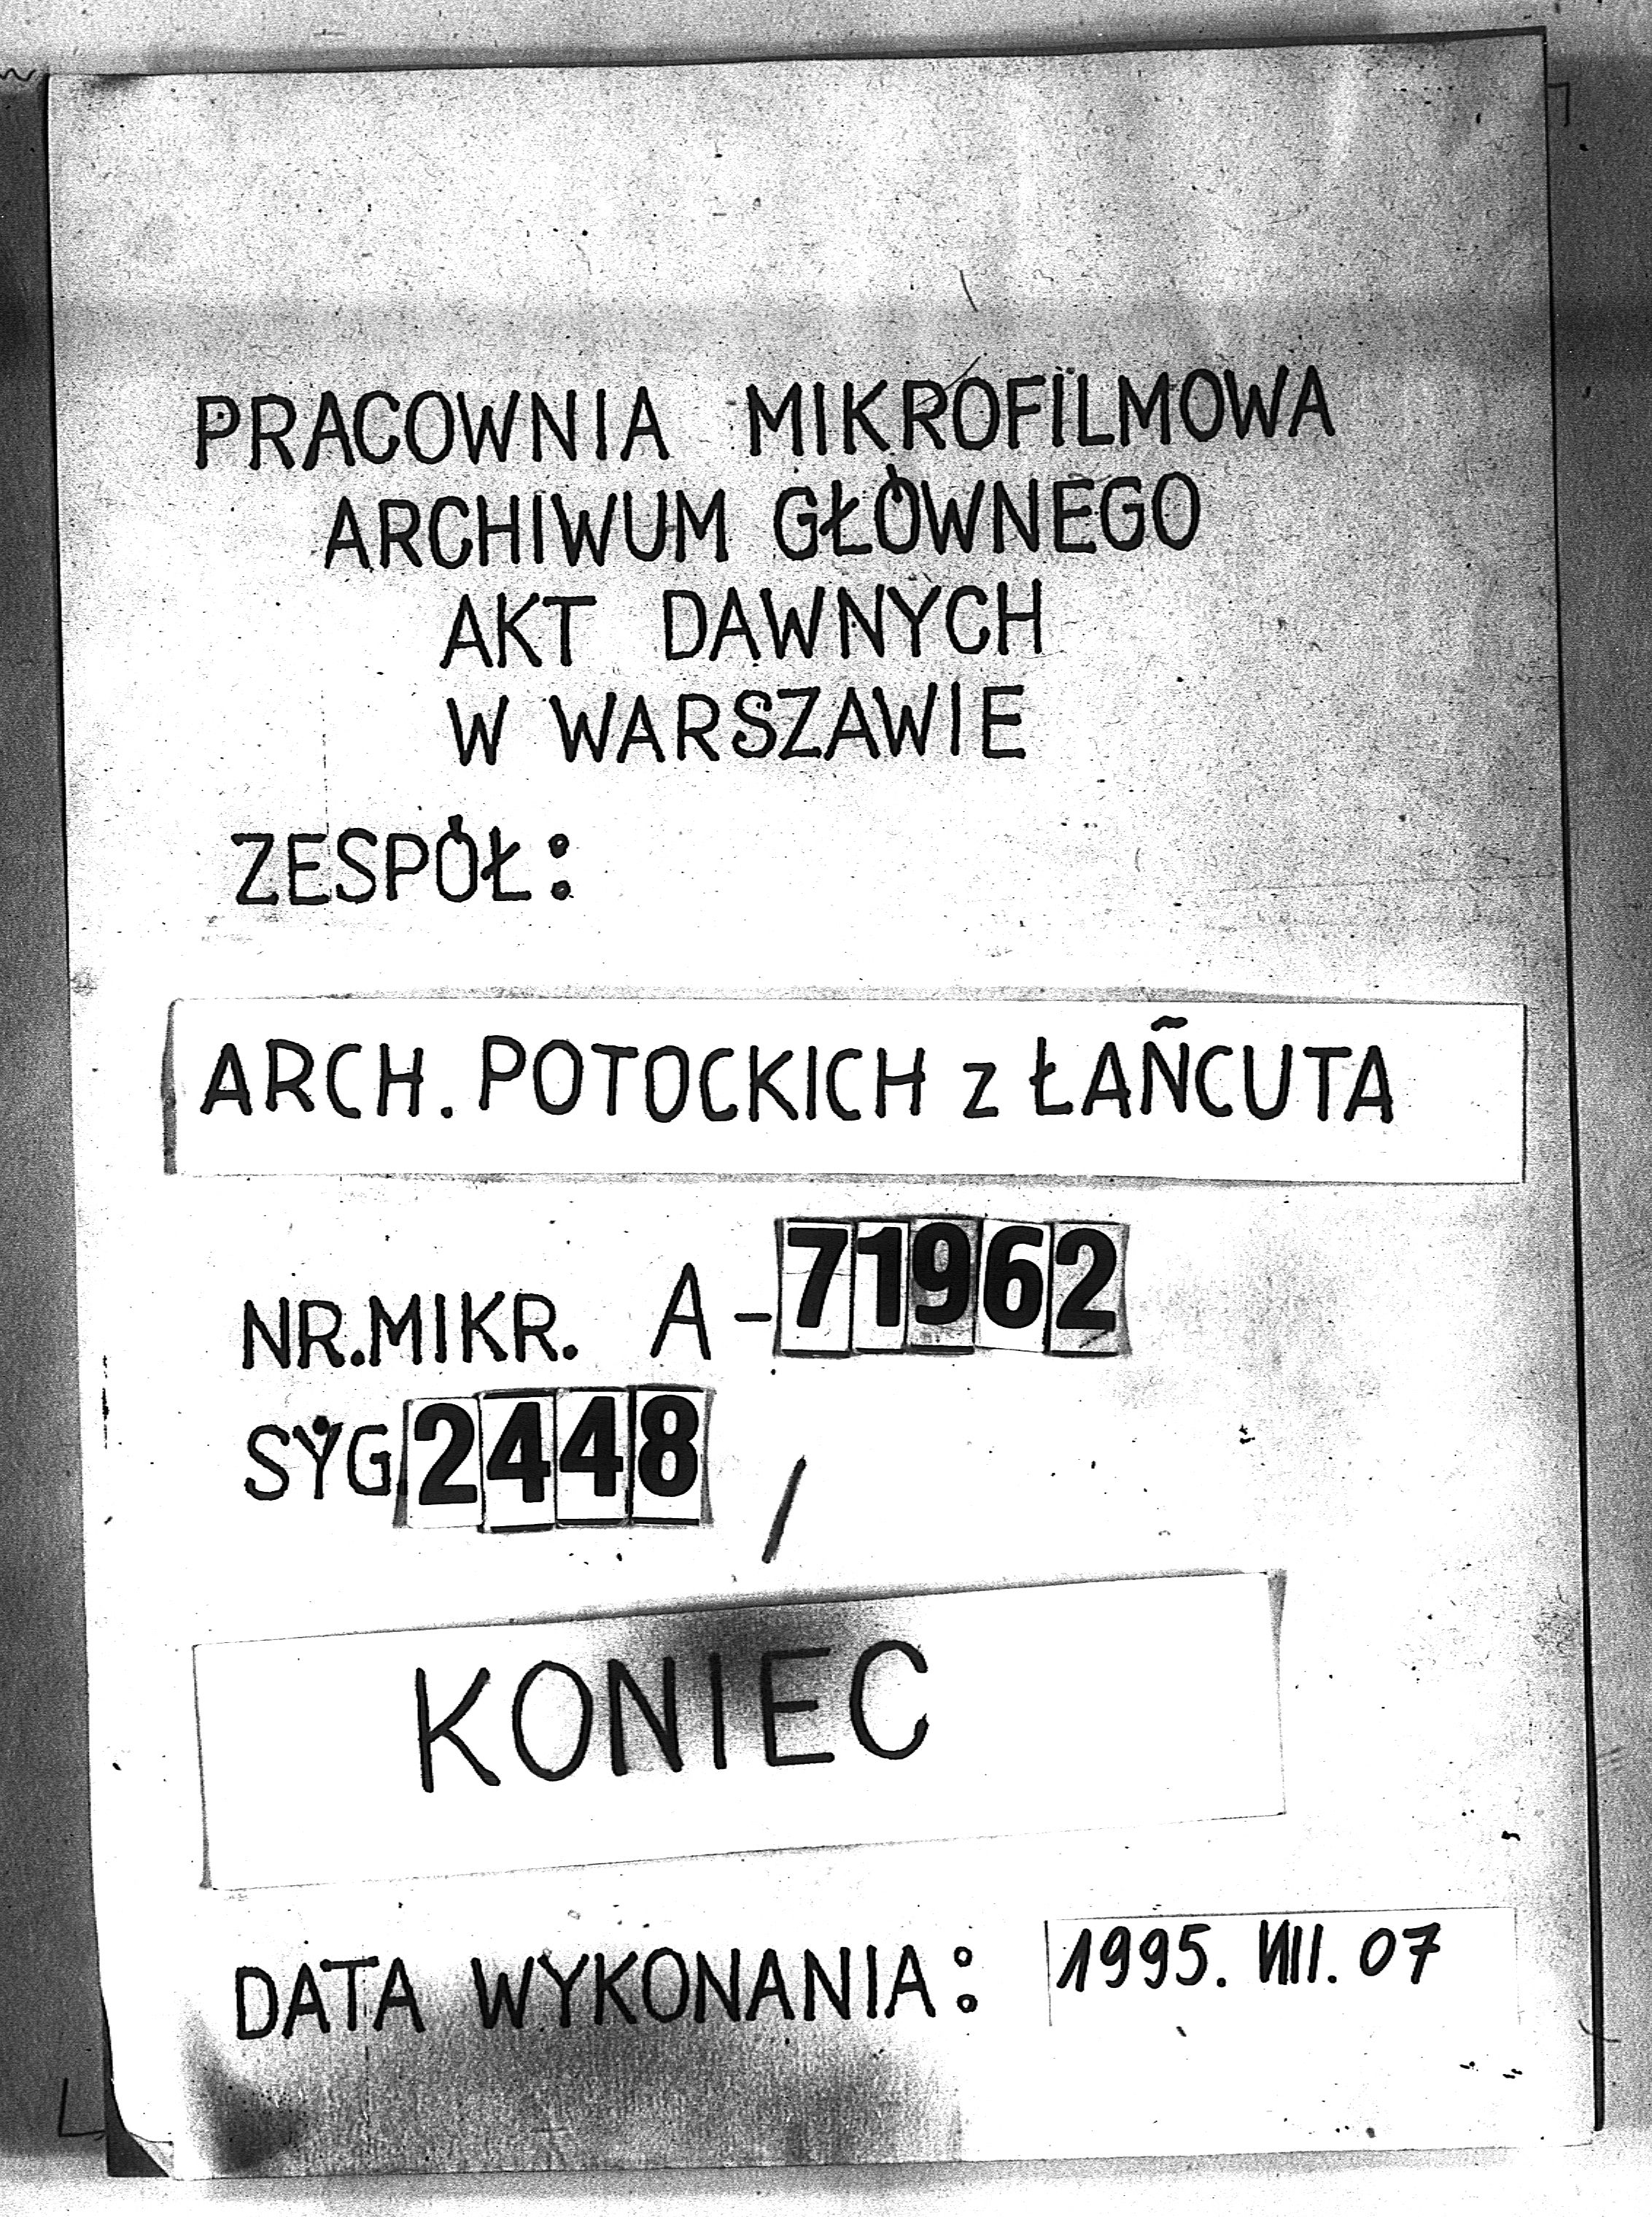 PRACOWNIA MIKROFILMOWA
ARCHIWUM GŁÓWNEGO
AKT DAWNYCH
W WARSZAWIE
ZESPÓŁ:
ARCH. POTOCKICH z ŁAŃCUTA
NR.MIKR. A-71962
SYG.2448 /
KONIEC
DATA WYKONANIA: 1995. VIII. 07